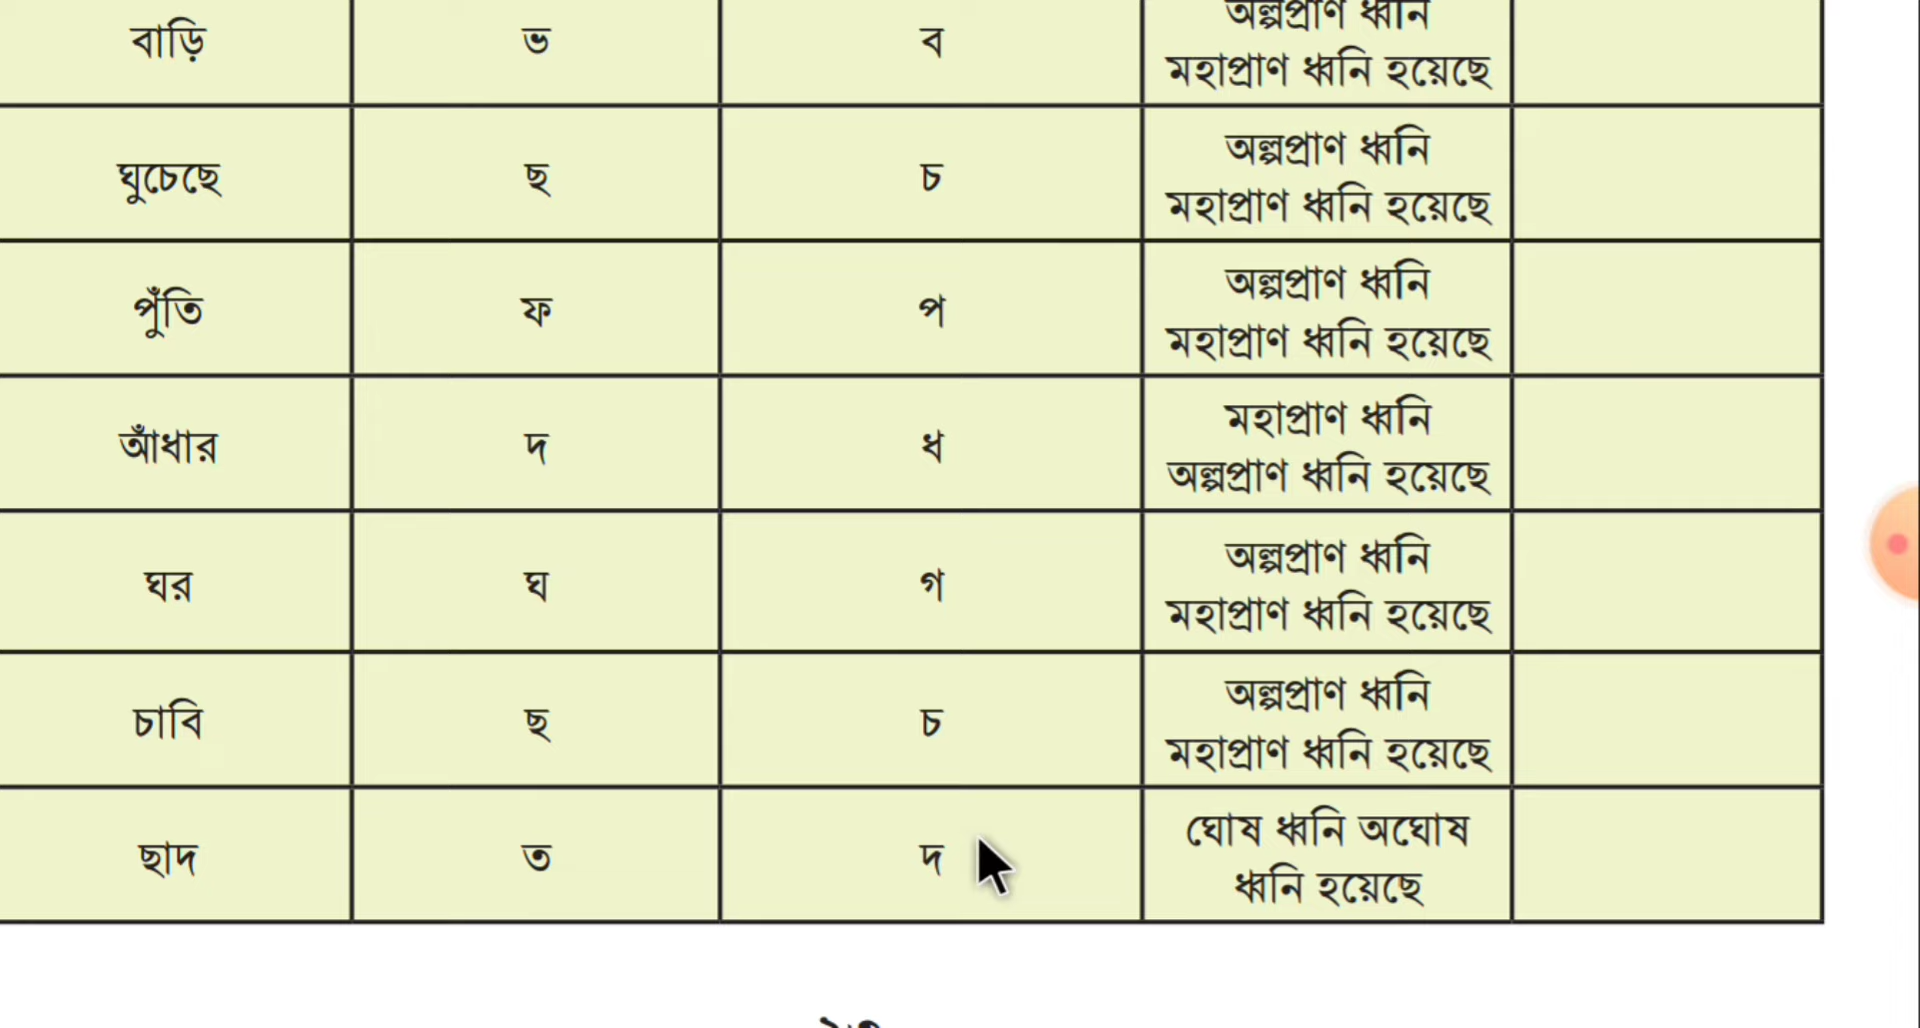 অল্পপ্রাণ ধ্বনি
বাড়ি ভ ব
মহাপ্রাণ ধ্বনি হয়েছে
অল্পপ্রাণ ধ্বনি
ঘুচেছে ছ চ
মহাপ্রাণ ধ্বনি হয়েছে
অল্পপ্রাণ ধ্বনি
পুঁতি ফ প
মহাপ্রাণ ধ্বনি হয়েছে
মহাপ্রাণ ধ্বনি
আঁধার দ ধ
অল্পপ্রাণ ধ্বনি হয়েছে
অল্পপ্রাণ ধ্বনি
ঘর ঘ গ
মহাপ্রাণ ধ্বনি হয়েছে
অল্পপ্রাণ ধ্বনি
চাবি ছ চ
মহাপ্রাণ ধ্বনি হয়েছে
ঘোষ ধ্বনি অঘোষ
ছাদ ত দ
ধ্বনি হয়েছে